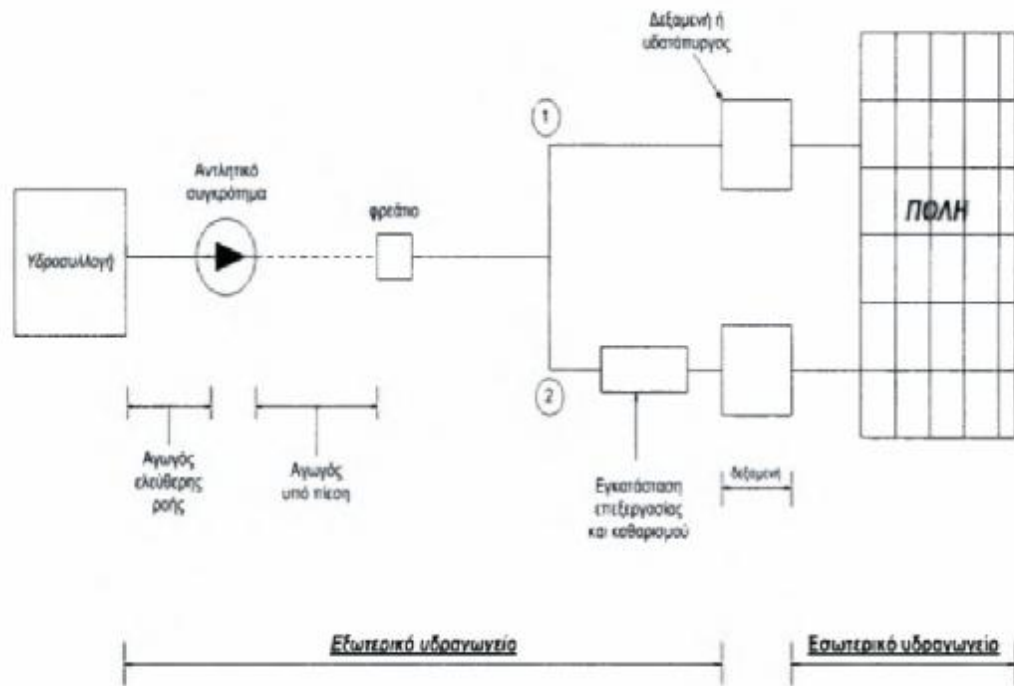 Δεξαμενή ή
υδατόπυργος
1
Αντλητικό
συγκρότημα
φρεάτιο
Υδροσυλλογή
ΠΟΛΗ
2
Αγωγός
ελεύθερης
ροής
Αγωγός
υπό πίεση
Εγκατάσταση
επεξεργασίας
και καθαρισμού
δεξαμενή
Εξωτερικό υδραγωγείο
Εσωτερικό υδραγωγείο